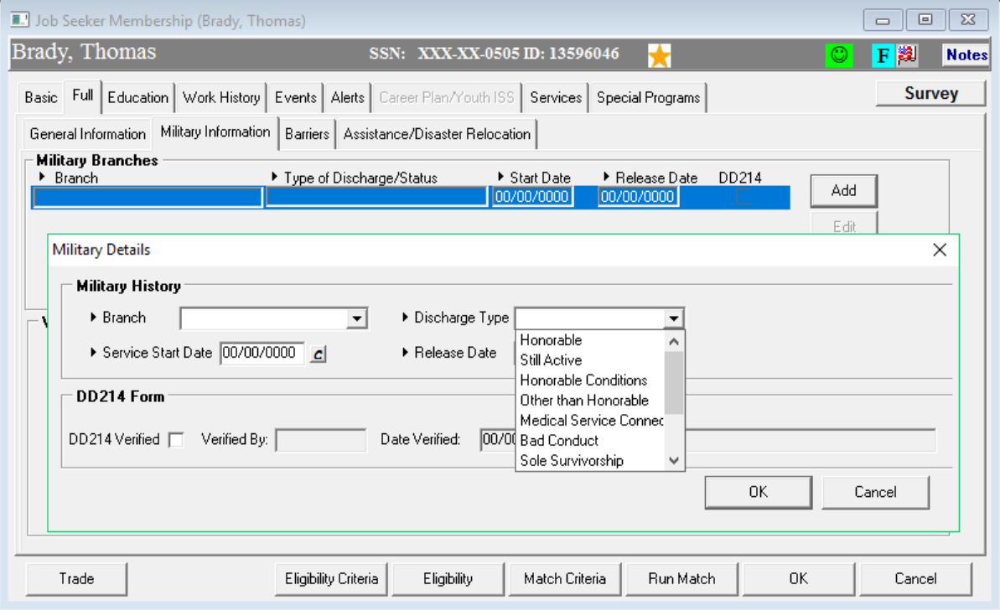 Job Seeker Membership (Brady, Thomas)
Brady, Thomas SSN: XXX-XX-0505 ID: 13596046 F Notes
Basic Full Education Work History Events Alerts Career Plan/Youth ISS Services Special Programs Survey
General Information Military Information Barriers Assistance/Disaster Relocation
Military Branches
Branch Type of Discharge/Status Start Date Release Date DD214
00/00/0000 00/00/0000 Add
Edit
Military Details
Military History
Branch Discharge Type
Honorable
Service Start Date 00/00/0000 c Release Date
Still Active
Honorable Conditions
DD214 Form
Other than Honorable
Medical Service Connec
DD214 Verified Verified By: Date Verified: 00/0
Bad Conduct
Sole Survivorship
OK Cancel
Trade Eligibility Criteria Eligibility Match Criteria Run Match OK Cancel